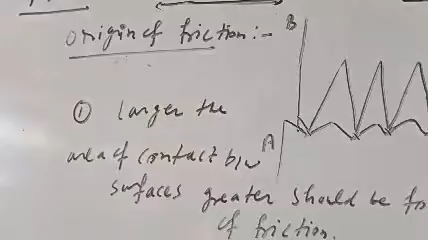 Origin of friction :-
B
① Larger the
area of contact b/w
A
surfaces greater should be
of friction.